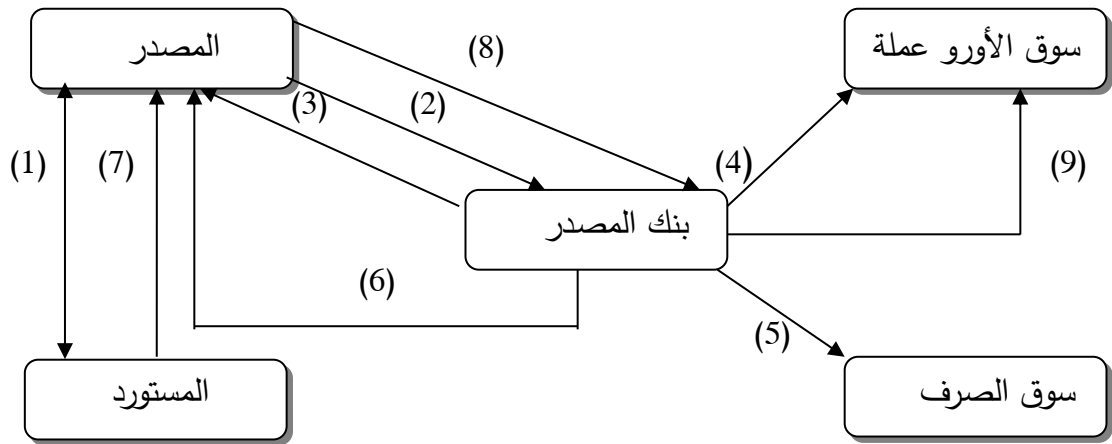 المصدر
(8)
سوق الأورو عملة
(3)
(2)
(1)
(7)
(4)
(9)
بنك المصدر
(6)
(5)
المستورد
سوق الصرف